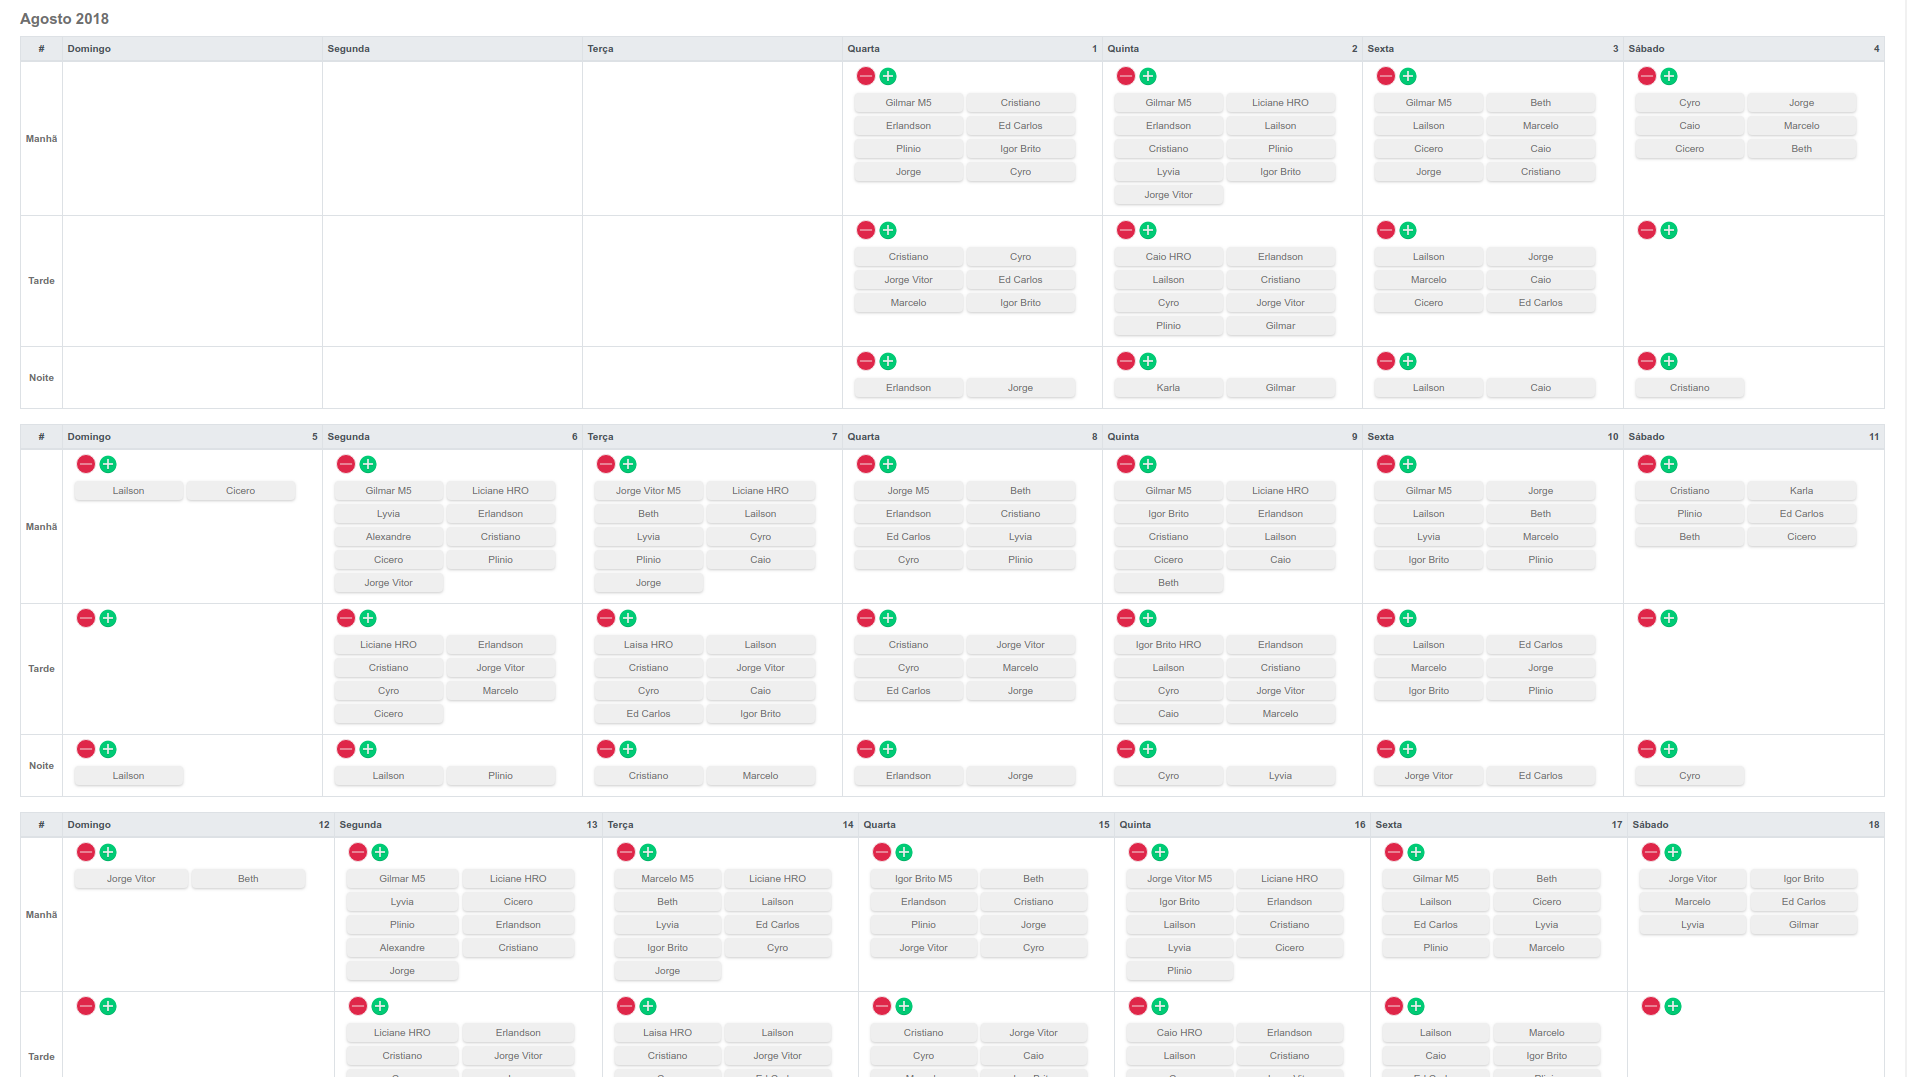 Agosto 2018
# Domingo Segunda Terça Quarta 1 Quinta 2 Sexta 3 Sábado 4
Manhã
Gilmar M5 Cristiano Gilmar M5 Liciane HRO Gilmar M5 Beth Cyro Jorge
Erlandson Ed Carlos Erlandson Lailson Lailson Marcelo Caio Marcelo
Plinio Igor Brito Cristiano Plinio Cicero Caio Cicero Beth
Jorge Cyro Lyvia Igor Brito Jorge Cristiano
Jorge Vitor
Tarde
Cristiano Cyro Caio HRO Erlandson Lailson Jorge
Jorge Vitor Ed Carlos Lailson Cristiano Marcelo Caio
Marcelo Igor Brito Cyro Jorge Vitor Cicero Ed Carlos
Plinio Gilmar
Noite
Erlandson Jorge Karla Gilmar Lailson Caio Cristiano
# Domingo 5 Segunda 6 Terça 7 Quarta 8 Quinta 9 Sexta 10 Sábado 11
Manhã
Lailson Cicero Gilmar M5 Liciane HRO Jorge Vitor M5 Liciane HRO Jorge M5 Beth Gilmar M5 Liciane HRO Gilmar M5 Jorge Cristiano Karla
Lyvia Erlandson Beth Lailson Erlandson Cristiano Igor Brito Erlandson Lailson Beth Plinio Ed Carlos
Alexandre Cristiano Lyvia Cyro Ed Carlos Lyvia Cristiano Lailson Lyvia Marcelo Beth Cicero
Cicero Plinio Plinio Caio Cyro Plinio Cicero Caio Igor Brito Plinio
Jorge Vitor Jorge Beth
Tarde
Liciane HRO Erlandson Laisa HRO Lailson Cristiano Jorge Vitor Igor Brito HRO Erlandson Lailson Ed Carlos
Cristiano Jorge Vitor Cristiano Jorge Vitor Cyro Marcelo Lailson Cristiano Marcelo Jorge
Cyro Marcelo Cyro Caio Ed Carlos Jorge Cyro Jorge Vitor Igor Brito Plinio
Cicero Ed Carlos Igor Brito Caio Marcelo
Noite
Lailson Lailson Plinio Cristiano Marcelo Erlandson Jorge Cyro Lyvia Jorge Vitor Ed Carlos Cyro
# Domingo 12 Segunda 13 Terça 14 Quarta 15 Quinta 16 Sexta 17 Sábado 18
Manhã
Jorge Vitor Beth Gilmar M5 Liciane HRO Marcelo M5 Liciane HRO Igor Brito M5 Beth Jorge Vitor M5 Liciane HRO Gilmar M5 Beth Jorge Vitor Igor Brito
Lyvia Cicero Beth Lailson Erlandson Cristiano Igor Brito Erlandson Lailson Cicero Marcelo Ed Carlos
Plinio Erlandson Lyvia Ed Carlos Plinio Jorge Lailson Cristiano Ed Carlos Lyvia Lyvia Gilmar
Alexandre Cristiano Igor Brito Cyro Jorge Vitor Cyro Lyvia Cicero Plinio Marcelo
Jorge Jorge Plinio
Tarde
Liciane HRO Erlandson Laisa HRO Lailson Cristiano Jorge Vitor Caio HRO Erlandson Lailson Marcelo
Cristiano Jorge Vitor Cristiano Jorge Vitor Cyro Caio Lailson Cristiano Caio Igor Brito